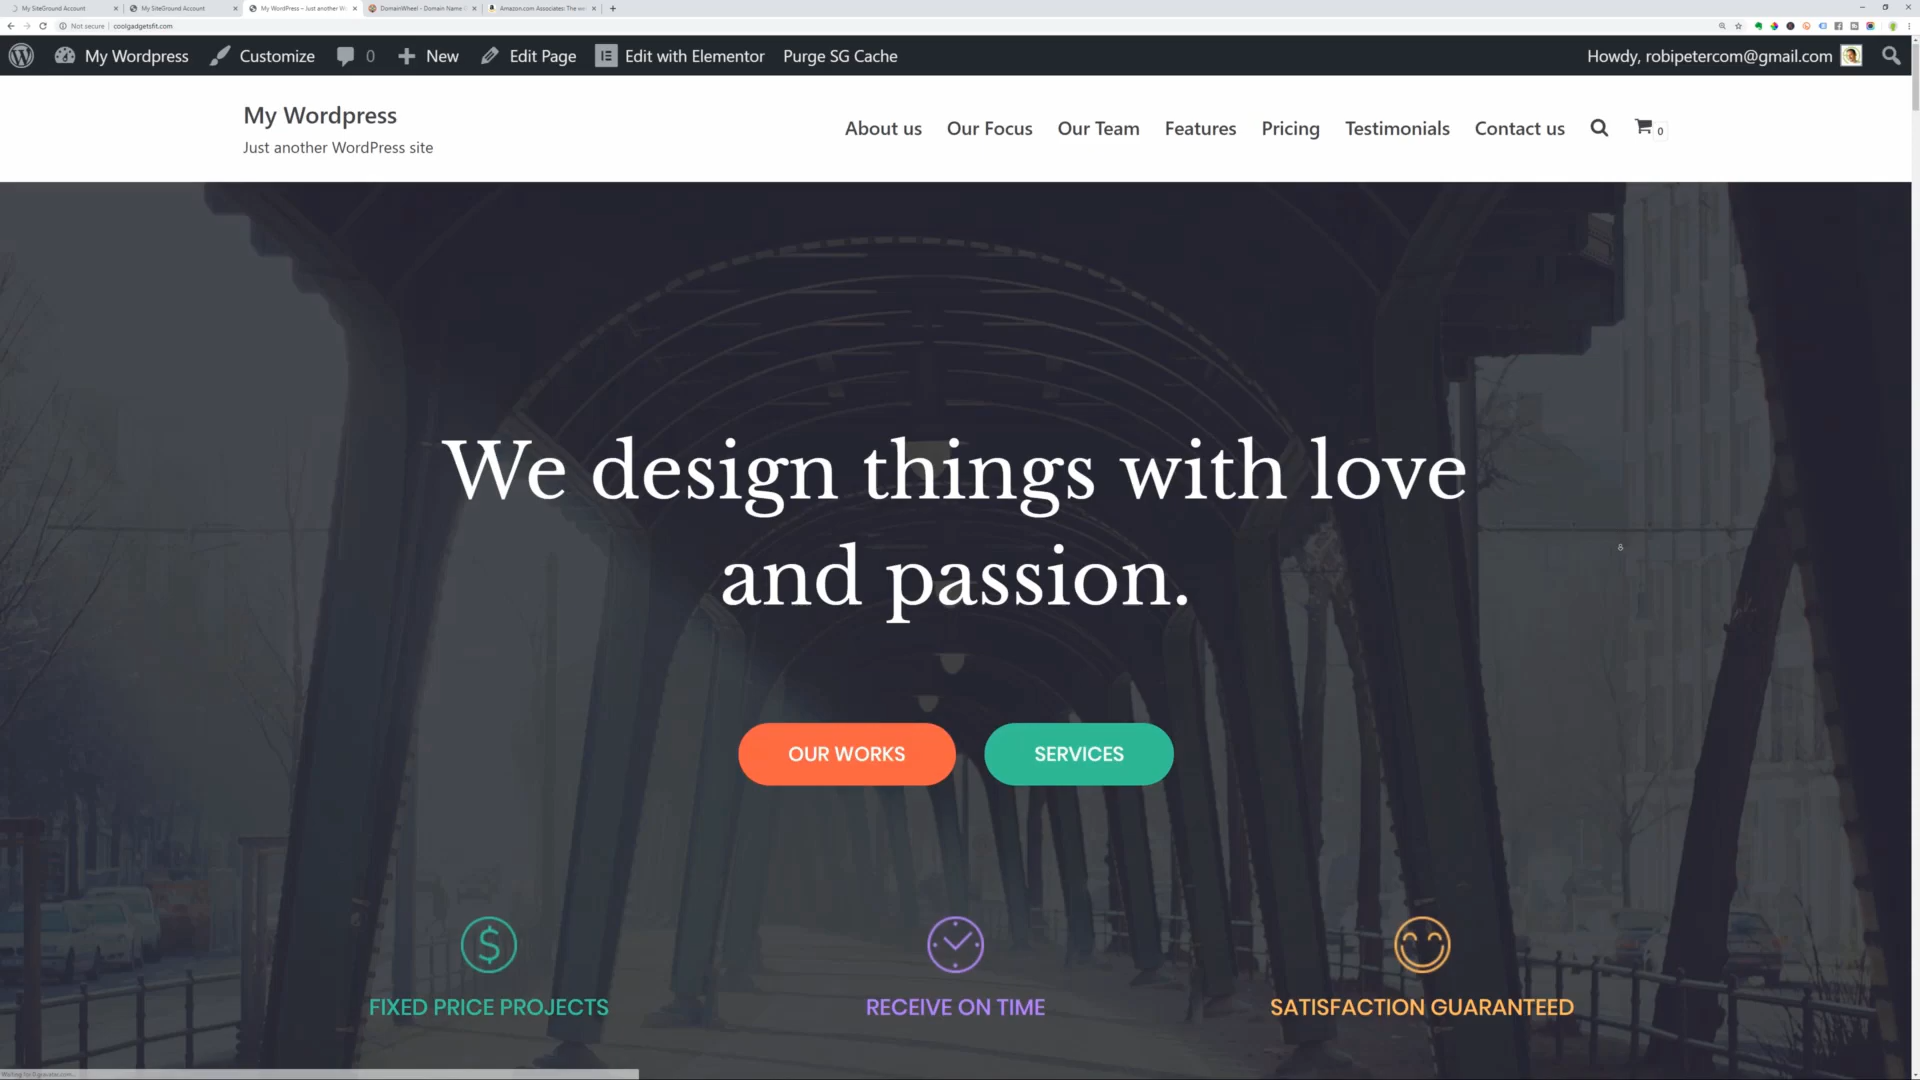 My SiteGround Account
My SiteGround Account
My WordPress – Just another W
DomainWheel - Domain Name
Amazon.com Associates: The we
Not secure
coolgadgetsfit.com
My Wordpress
Customize
0
New
Edit Page
Edit with Elementor
Purge SG Cache
Howdy, robipetercom@gmail.com
My Wordpress
Just another WordPress site
About us
Our Focus
Our Team
Features
Pricing
Testimonials
Contact us
0
We design things with love
and passion.
OUR WORKS
SERVICES
FIXED PRICE PROJECTS
RECEIVE ON TIME
SATISFACTION GUARANTEED